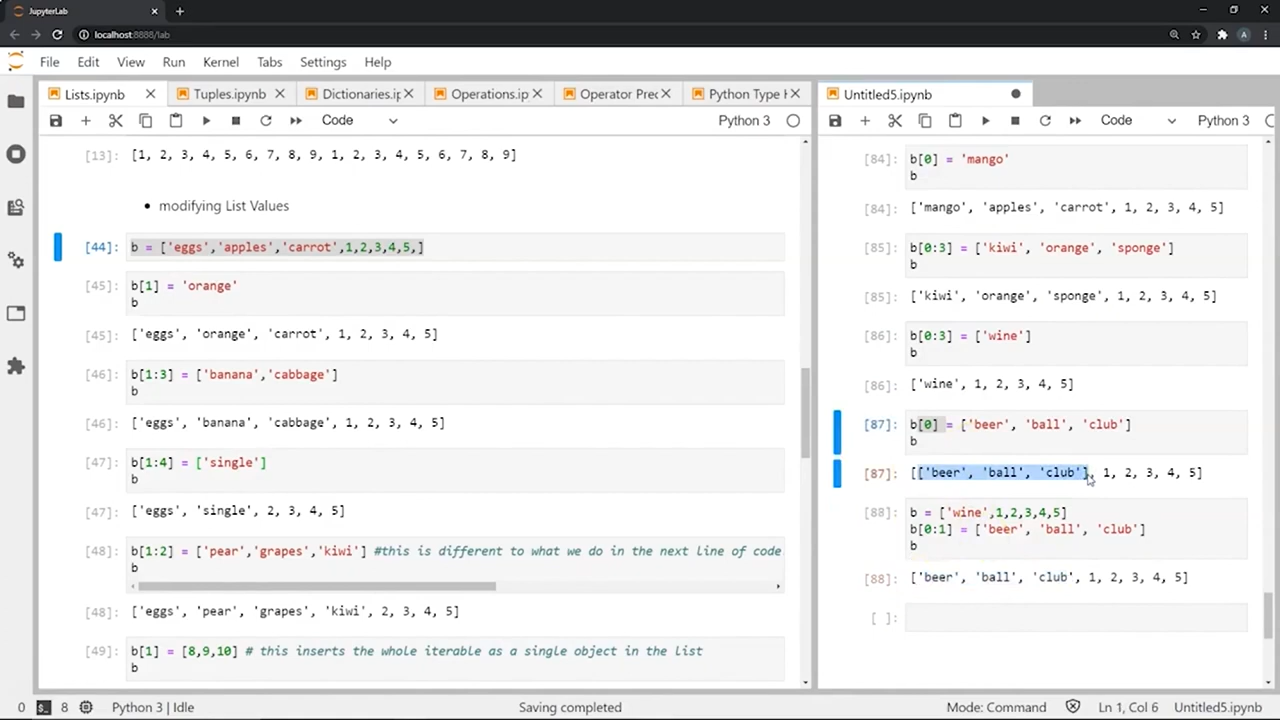 JupyterLab
localhost:8888/lab
A
File Edit View Run Kernel Tabs Settings Help
Lists.ipynb Tuples.ipynb Dictionaries.ip Operations.ip Operator Prec Python Type H
Code Python 3
[13]: [1, 2, 3, 4, 5, 6, 7, 8, 9, 1, 2, 3, 4, 5, 6, 7, 8, 9]
• modifying List Values
[44]: b = ['eggs','apples','carrot',1,2,3,4,5,]
[45]: b[1] = 'orange'
b
[45]: ['eggs', 'orange', 'carrot', 1, 2, 3, 4, 5]
[46]: b[1:3] = ['banana','cabbage']
b
[46]: ['eggs', 'banana', 'cabbage', 1, 2, 3, 4, 5]
[47]: b[1:4] = ['single']
b
[47]: ['eggs', 'single', 2, 3, 4, 5]
[48]: b[1:2] = ['pear','grapes','kiwi'] #this is different to what we do in the next line of code
b
[48]: ['eggs', 'pear', 'grapes', 'kiwi', 2, 3, 4, 5]
[49]: b[1] = [8,9,10] # this inserts the whole iterable as a single object in the list
b
Untitled5.ipynb
Code Python 3
[84]: b[0] = 'mango'
b
[84]: ['mango', 'apples', 'carrot', 1, 2, 3, 4, 5]
[85]: b[0:3] = ['kiwi', 'orange', 'sponge']
b
[85]: ['kiwi', 'orange', 'sponge', 1, 2, 3, 4, 5]
[86]: b[0:3] = ['wine']
b
[86]: ['wine', 1, 2, 3, 4, 5]
[87]: b[0] = ['beer', 'ball', 'club']
b
[87]: [['beer', 'ball', 'club'], 1, 2, 3, 4, 5]
[88]: b = ['wine',1,2,3,4,5]
b[0:1] = ['beer', 'ball', 'club']
b
[88]: ['beer', 'ball', 'club', 1, 2, 3, 4, 5]
[ ]:
0 8 Python 3 | Idle Saving completed Mode: Command Ln 1, Col 6 Untitled5.ipynb